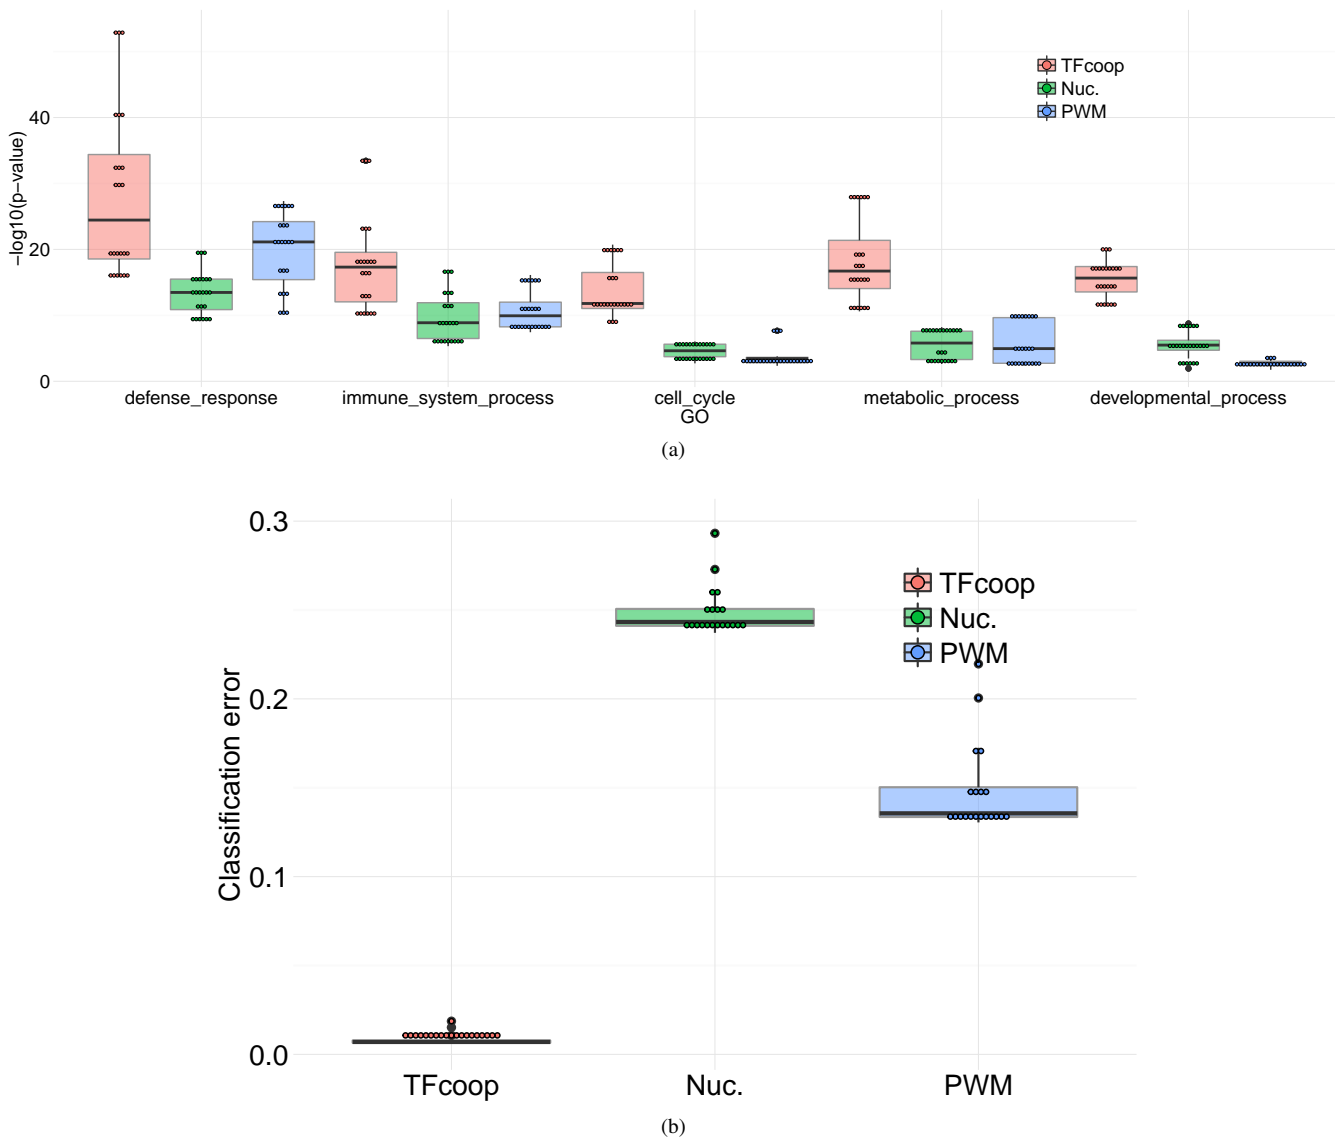 −log10(p−value)
40
20
0
TFcoop
Nuc.
PWM
defense_response immune_system_process cell_cycle metabolic_process developmental_process
GO
(a)
Classification error
0.3
0.2
0.1
0.0
TFcoop
Nuc.
PWM
TFcoop Nuc. PWM
(b)